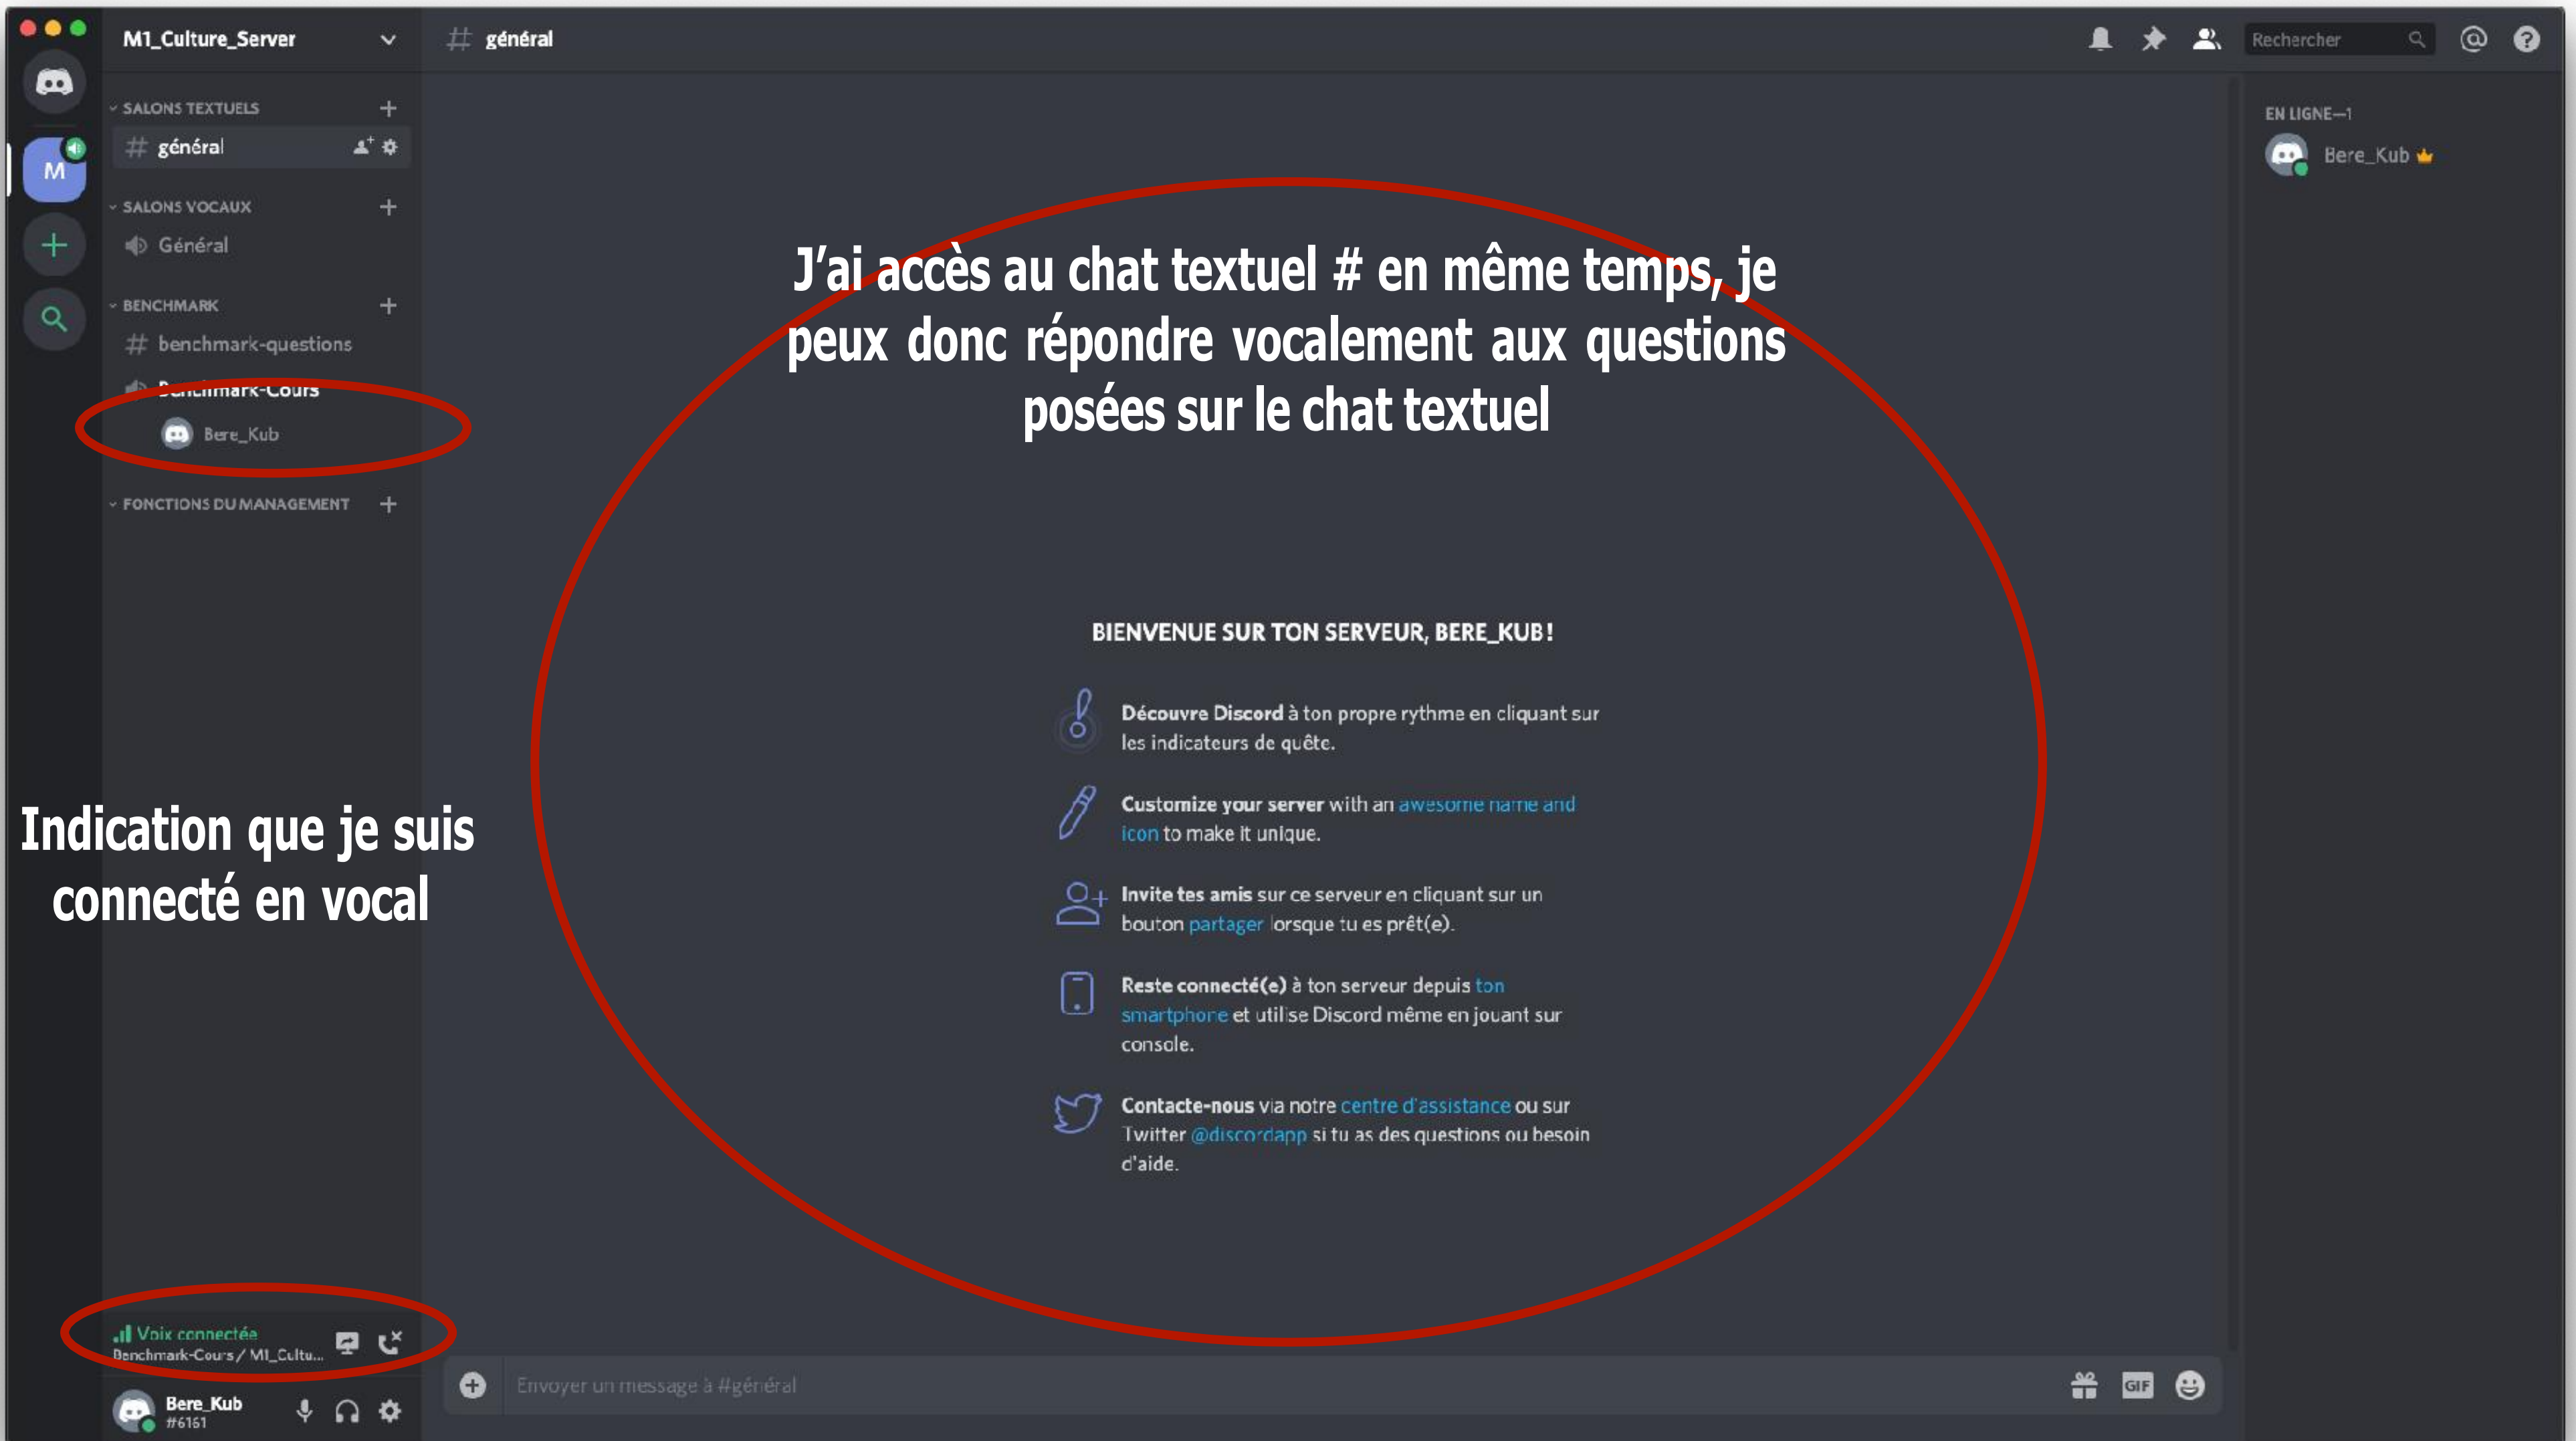 M1_Culture_Server
# général
Rechercher
SALONS TEXTUELS
# général
M
SALONS VOCAUX
Général
BENCHMARK
# benchmark-questions
Benchmark-Cours
Bere_Kub
FONCTIONS DU MANAGEMENT
EN LIGNE—1
Bere_Kub
J'ai accès au chat textuel # en même temps, je
peux donc répondre vocalement aux questions
posées sur le chat textuel
BIENVENUE SUR TON SERVEUR, BERE_KUB !
Découvre Discord à ton propre rythme en cliquant sur
les indicateurs de quête.
Customize your server with an awesome name and
icon to make it unique.
Invite tes amis sur ce serveur en cliquant sur un
bouton partager lorsque tu es prêt(e).
Reste connecté(e) à ton serveur depuis ton
smartphone et utilise Discord même en jouant sur
console.
Contacte-nous via notre centre d'assistance ou sur
Twitter @discordapp si tu as des questions ou besoin
d'aide.
Indication que je suis
connecté en vocal
Voix connectée
Benchmark-Cours / M1_Cultu...
Bere_Kub
#6161
Envoyer un message à #général
GIF